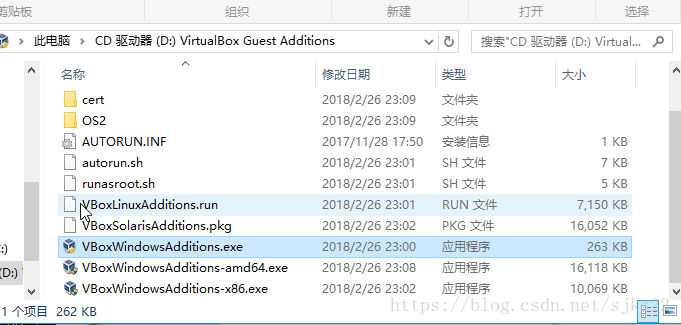 剪贴板 组织 新建 打开 选择
此电脑 CD 驱动器 (D:) VirtualBox Guest Additions 搜索"CD 驱动器 (D:) Virtual...
名称 修改日期 类型 大小
cert 2018/2/26 23:09 文件夹
OS2 2018/2/26 23:09 文件夹
AUTORUN.INF 2017/11/28 17:50 安装信息 1 KB
autorun.sh 2018/2/26 23:01 SH 文件 7 KB
runasroot.sh 2018/2/26 23:01 SH 文件 5 KB
VBoxLinuxAdditions.run 2018/2/26 23:01 RUN 文件 7,150 KB
VBoxSolarisAdditions.pkg 2018/2/26 23:02 PKG 文件 16,052 KB
VBoxWindowsAdditions.exe 2018/2/26 23:00 应用程序 263 KB
:)
VBoxWindowsAdditions-amd64.exe 2018/2/26 23:08 应用程序 16,118 KB
(D:) V
VBoxWindowsAdditions-x86.exe 2018/2/26 23:02 应用程序 10,069 KB
1 个项目 262 KB